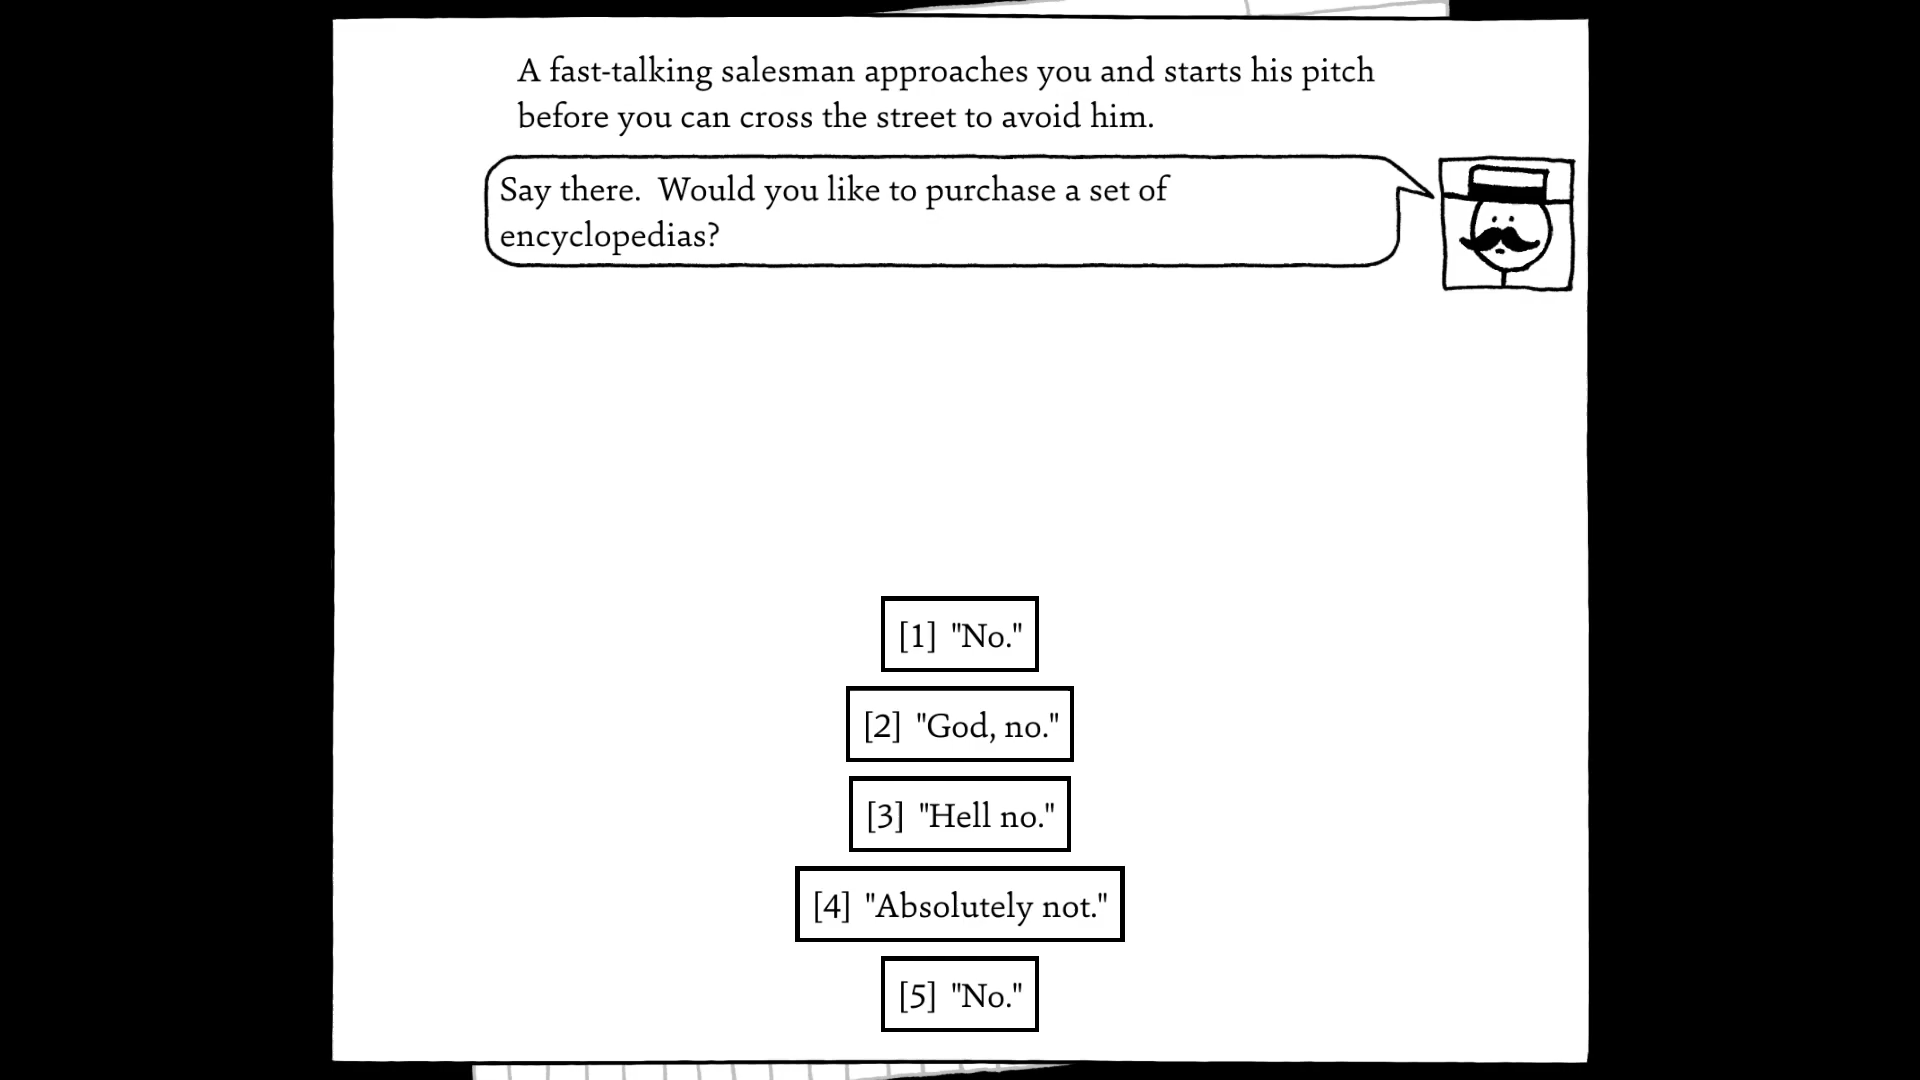 A fast-talking salesman approaches you and starts his pitch
before you can cross the street to avoid him.
Say there.  Would you like to purchase a set of
encyclopedias?
[1] "No."
[2] "God, no."
[3] "Hell no."
[4] "Absolutely not."
[5] "No."